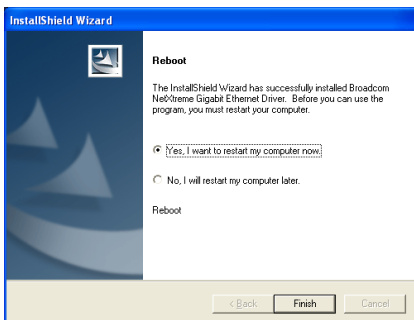 InstallShield Wizard
Reboot
The InstallShield Wizard has successfully installed Broadcom
NetXtreme Gigabit Ethernet Driver. Before you can use the
program, you must restart your computer.
Yes, I want to restart my computer now.
No, I will restart my computer later.
Reboot
< Back Finish Cancel